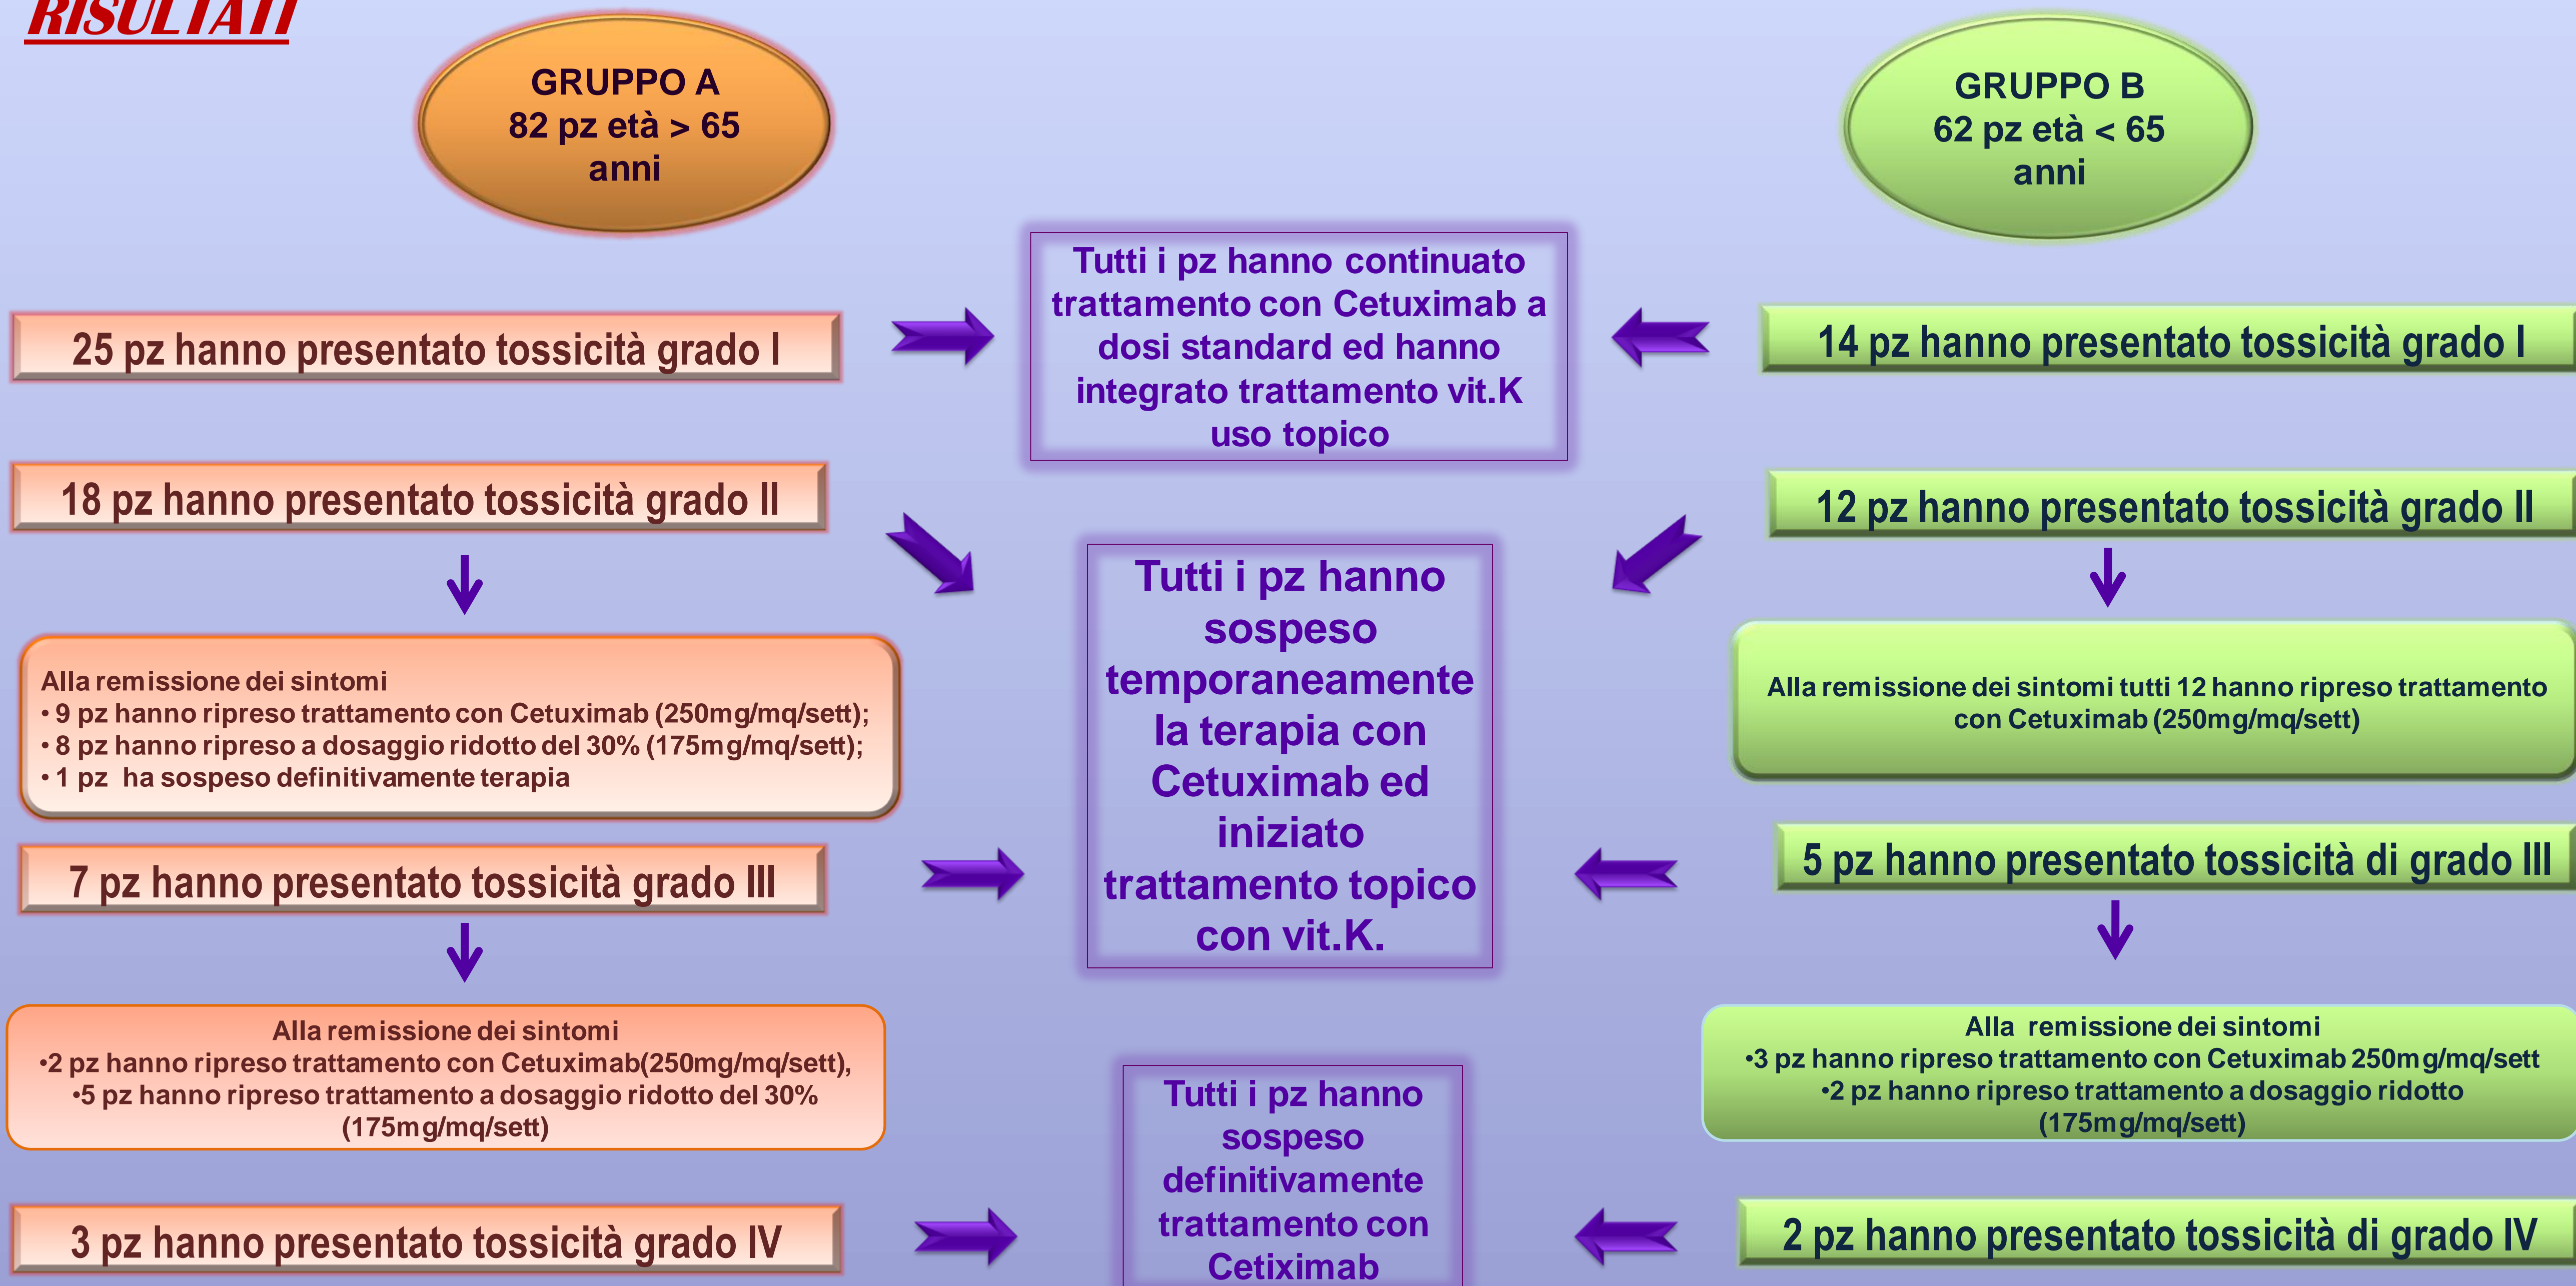 RISULTATI
GRUPPO A
82 pz età > 65
anni
GRUPPO B
62 pz età < 65
anni
Tutti i pz hanno continuato
trattamento con Cetuximab a
dosi standard ed hanno
integrato trattamento vit.K
uso topico
25 pz hanno presentato tossicità grado I
14 pz hanno presentato tossicità grado I
18 pz hanno presentato tossicità grado II
12 pz hanno presentato tossicità grado II
Tutti i pz hanno
sospeso
temporaneamente
la terapia con
Cetuximab ed
iniziato
trattamento topico
con vit.K.
Alla remissione dei sintomi
• 9 pz hanno ripreso trattamento con Cetuximab (250mg/mq/sett);
• 8 pz hanno ripreso a dosaggio ridotto del 30% (175mg/mq/sett);
• 1 pz ha sospeso definitivamente terapia
Alla remissione dei sintomi tutti 12 hanno ripreso trattamento
con Cetuximab (250mg/mq/sett)
7 pz hanno presentato tossicità grado III
5 pz hanno presentato tossicità di grado III
Alla remissione dei sintomi
•2 pz hanno ripreso trattamento con Cetuximab(250mg/mq/sett),
•5 pz hanno ripreso trattamento a dosaggio ridotto del 30%
(175mg/mq/sett)
Alla remissione dei sintomi
•3 pz hanno ripreso trattamento con Cetuximab 250mg/mq/sett
•2 pz hanno ripreso trattamento a dosaggio ridotto
(175mg/mq/sett)
Tutti i pz hanno
sospeso
definitivamente
trattamento con
Cetiximab
3 pz hanno presentato tossicità grado IV
2 pz hanno presentato tossicità di grado IV